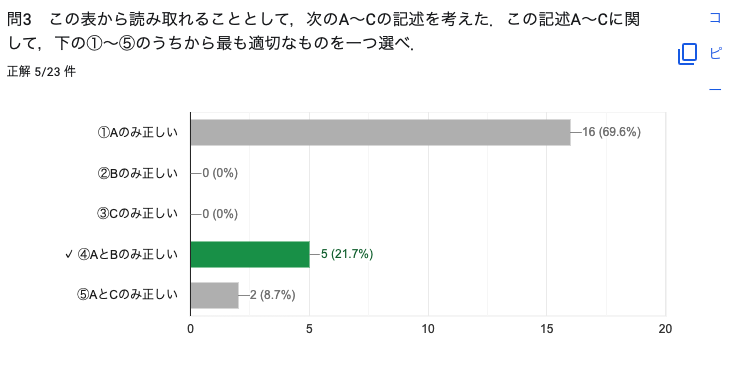 問3　この表から読み取れることとして，次のA～Cの記述を考えた．この記述A～Cに関
して，下の①～⑤のうちから最も適切なものを一つ選べ．
コピー
正解 5/23 件
①Aのみ正しい
16 (69.6%)
②Bのみ正しい
0 (0%)
③Cのみ正しい
0 (0%)
✓ ④AとBのみ正しい
5 (21.7%)
⑤AとCのみ正しい
2 (8.7%)
0 5 10 15 20